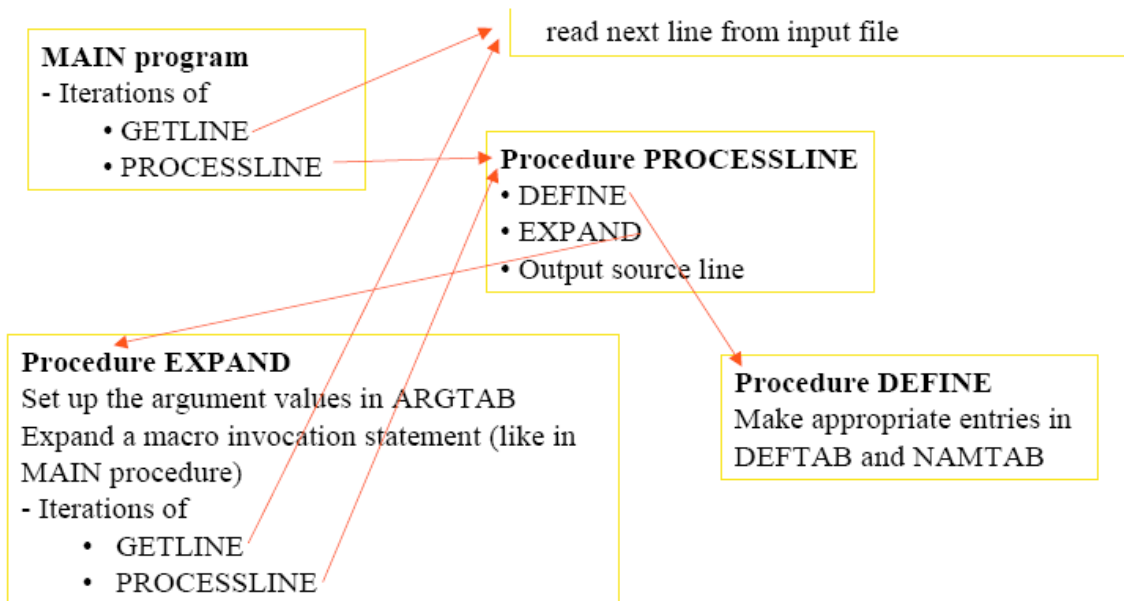 read next line from input file
MAIN program
- Iterations of
• GETLINE
• PROCESSLINE
Procedure PROCESSLINE
• DEFINE
• EXPAND
• Output source line
Procedure EXPAND
Set up the argument values in ARGTAB
Expand a macro invocation statement (like in
MAIN procedure)
- Iterations of
• GETLINE
• PROCESSLINE
Procedure DEFINE
Make appropriate entries in
DEFTAB and NAMTAB